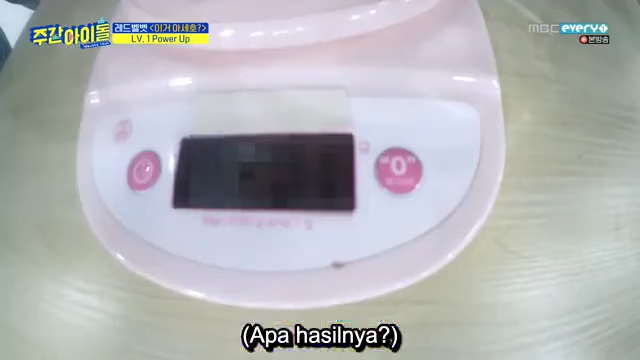 주간아이돌
레드벨벳 <이거 아세호?>
LV. 1 Power Up
MBC every1
본방송
"0"
(Apa hasilnya?)